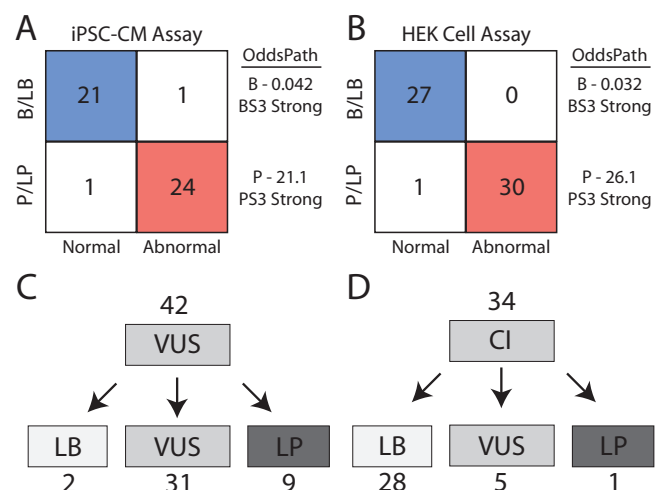 A
iPSC-CM Assay
OddsPath
B/LB
21
1
B - 0.042
BS3 Strong
P/LP
1
24
P - 21.1
PS3 Strong
Normal
Abnormal
B
HEK Cell Assay
OddsPath
B/LB
27
0
B - 0.032
BS3 Strong
P/LP
1
30
P - 26.1
PS3 Strong
Normal
Abnormal
C
42
VUS
LB
VUS
LP
2
31
9
D
34
CI
LB
VUS
LP
28
5
1